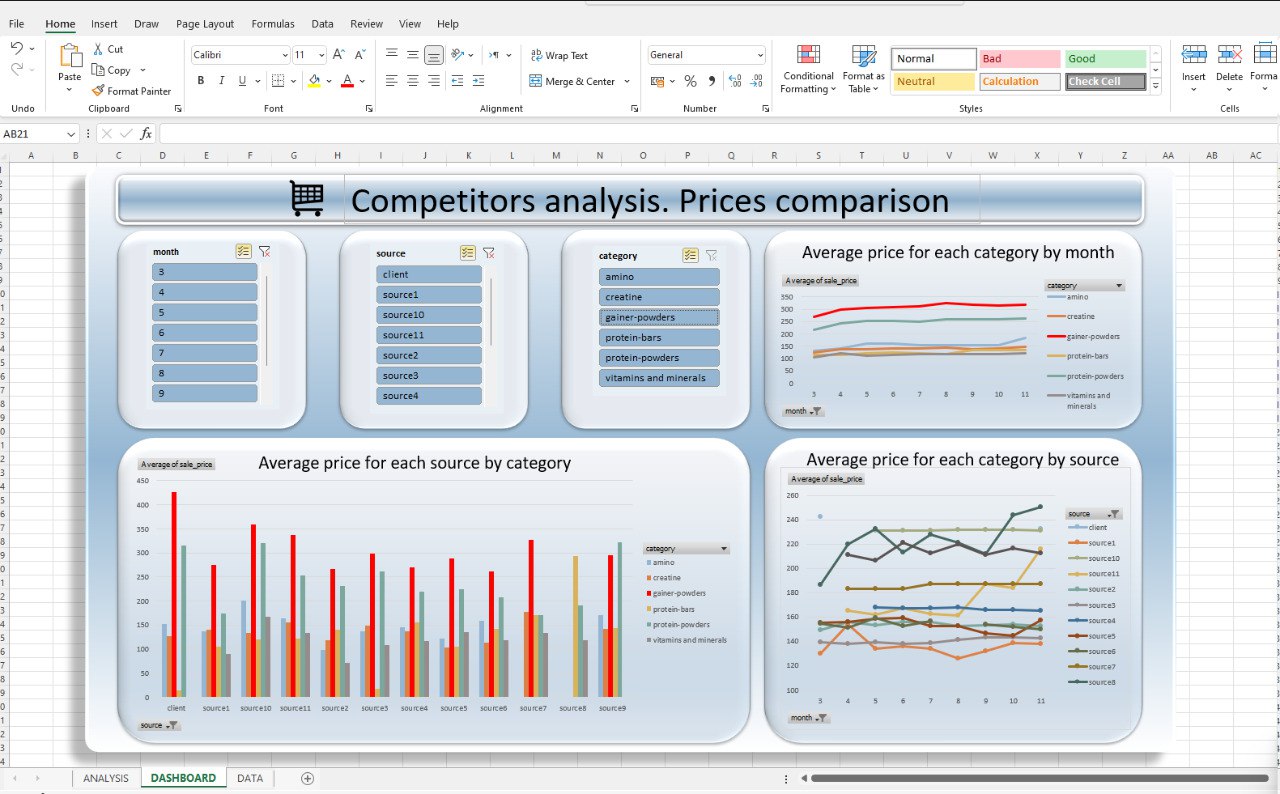 File Home Insert Draw Page Layout Formulas Data Review View Help
Cut
Copy
Format Painter
Paste
Calibri 11
B I U A
Wrap Text
Merge & Center
General
Conditional Formatting
Format as Table
Normal Bad Good
Neutral Calculation Check Cell
Insert Delete Forma
Undo Clipboard Font Alignment Number Styles Cells
AB21 fx
A B C D E F G H I J K L M N O P Q R S T U V W X Y Z AA AB AC
Competitors analysis. Prices comparison
month
3
4
5
6
7
8
9
source
client
source1
source10
source11
source2
source3
source4
category
amino
creatine
gainer-powders
protein-bars
protein-powders
vitamins and minerals
Average price for each category by month
Average of sale_price
350
300
250
200
150
100
50
0
3 4 5 6 7 8 9 10 11
month
category
amino
creatine
gainer-powders
protein-bars
protein-powders
vitamins and
minerals
Average price for each source by category
Average of sale_price
450
400
350
300
250
200
150
100
50
0
client source1 source10 source11 source2 source3 source4 source5 source6 source7 source8 source9
source
category
amino
creatine
gainer-powders
protein-bars
protein-powders
vitamins and minerals
Average price for each category by source
Average of sale_price
260
240
220
200
180
160
140
120
100
3 4 5 6 7 8 9 10 11
month
source
client
source1
source10
source11
source2
source3
source4
source5
source6
source7
source8
ANALYSIS DASHBOARD DATA